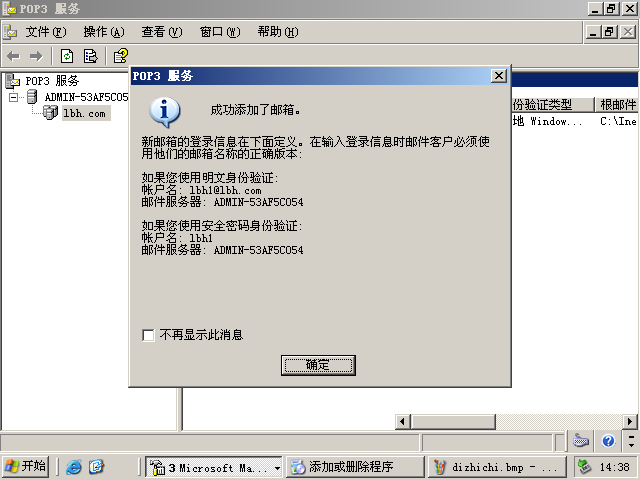 POP3 服务
文件(F) 操作(A) 查看(V) 窗口(W) 帮助(H)
POP3 服务
ADMIN-53AF5C05
lbh.com
份验证类型 根邮件
地 Window... C:\Ine
POP3 服务
成功添加了邮箱。
新邮箱的登录信息在下面定义。在输入登录信息时邮件客户必须使
用他们的邮箱名称的正确版本:
如果您使用明文身份验证:
帐户名: lbh1@lbh.com
邮件服务器: ADMIN-53AF5C054
如果您使用安全密码身份验证:
帐户名: lbh1
邮件服务器: ADMIN-53AF5C054
不再显示此消息
确定
开始 3 Microsoft Ma... 添加或删除程序 dizhichi.bmp - ... 14:38